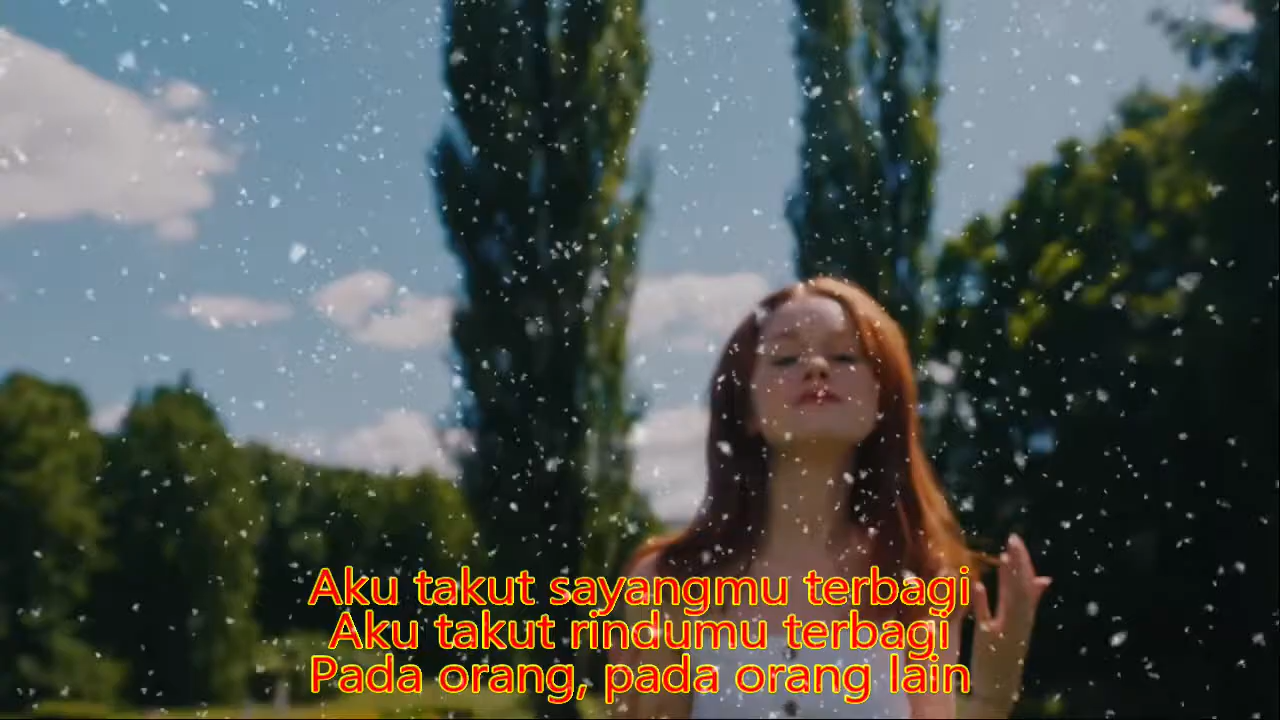 Aku takut sayangmu terbagi
Aku takut rindumu terbagi
Pada orang, pada orang lain